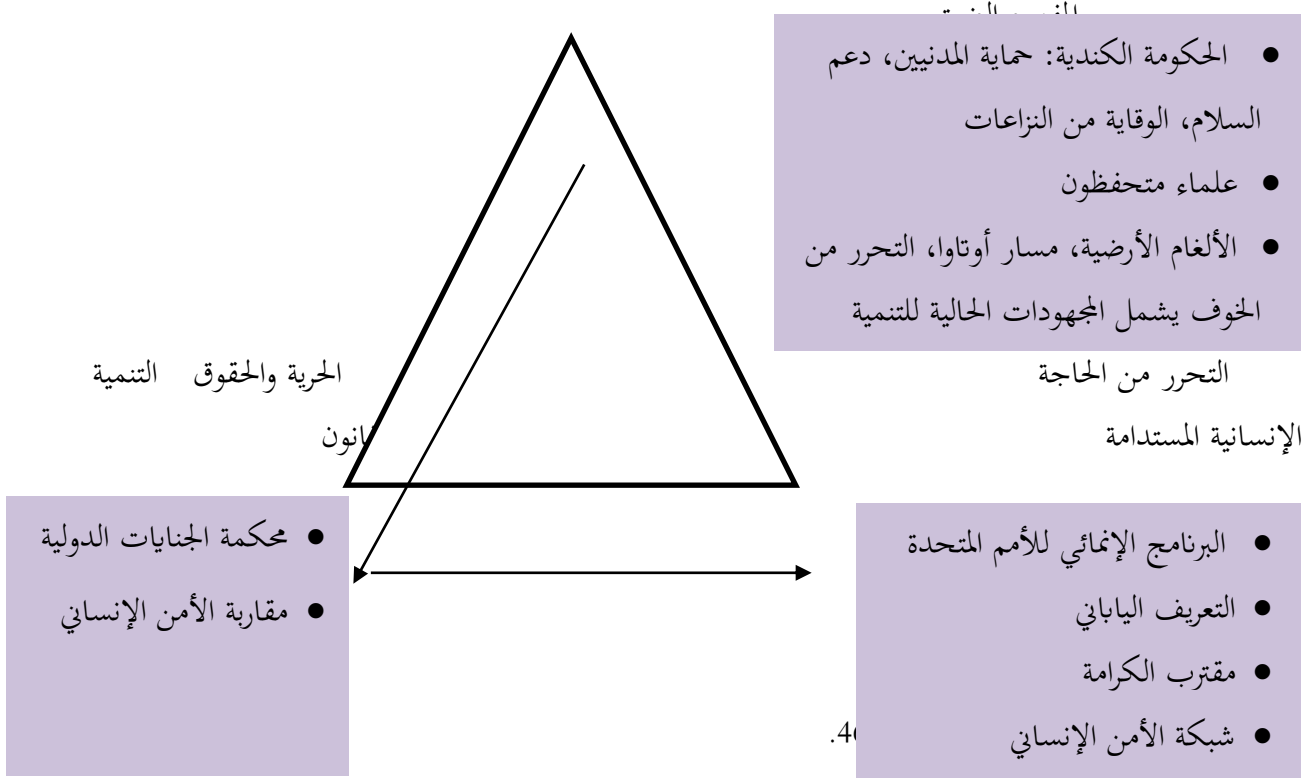 ● الحكومة الكندية: حماية المدنيين، دعم
السلام، الوقاية من النزاعات
● علماء متحفظون
● الألغام الأرضية، مسار أوتاوا، التحرر من
الخوف يشمل المجهودات الحالية للتنمية
التحرر من الحاجة الحرية والحقوق التنمية
الإنسانية المستدامة
● البرنامج الإنمائي للأمم المتحدة
● التعريف الياباني
● مقترب الكرامة
● شبكة الأمن الإنساني
● محكمة الجنايات الدولية
● مقاربة الأمن الإنساني